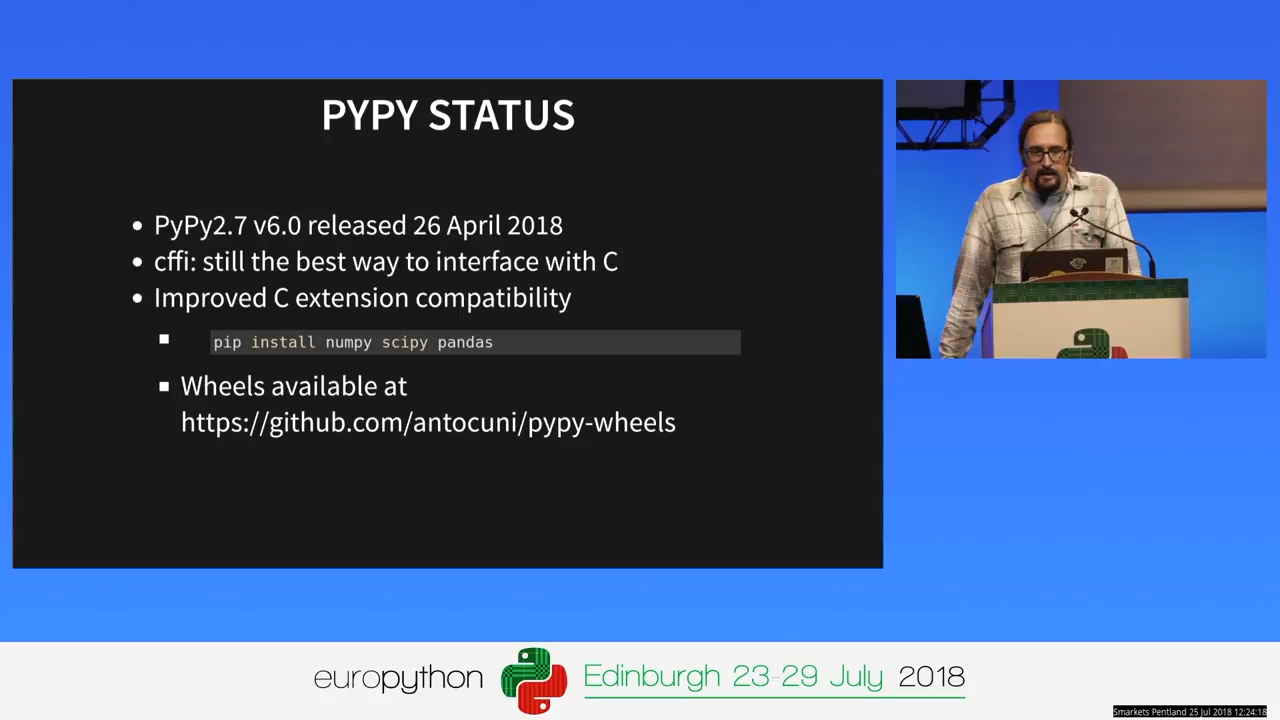 PYPY STATUS
PyPy2.7 v6.0 released 26 April 2018
cffi: still the best way to interface with C
Improved C extension compatibility
pip install numpy scipy pandas
Wheels available at
https://github.com/antocuni/pypy-wheels
europython Edinburgh 23-29 July 2018
Smarkets Pentland 25 Jul 2018 12:24:18